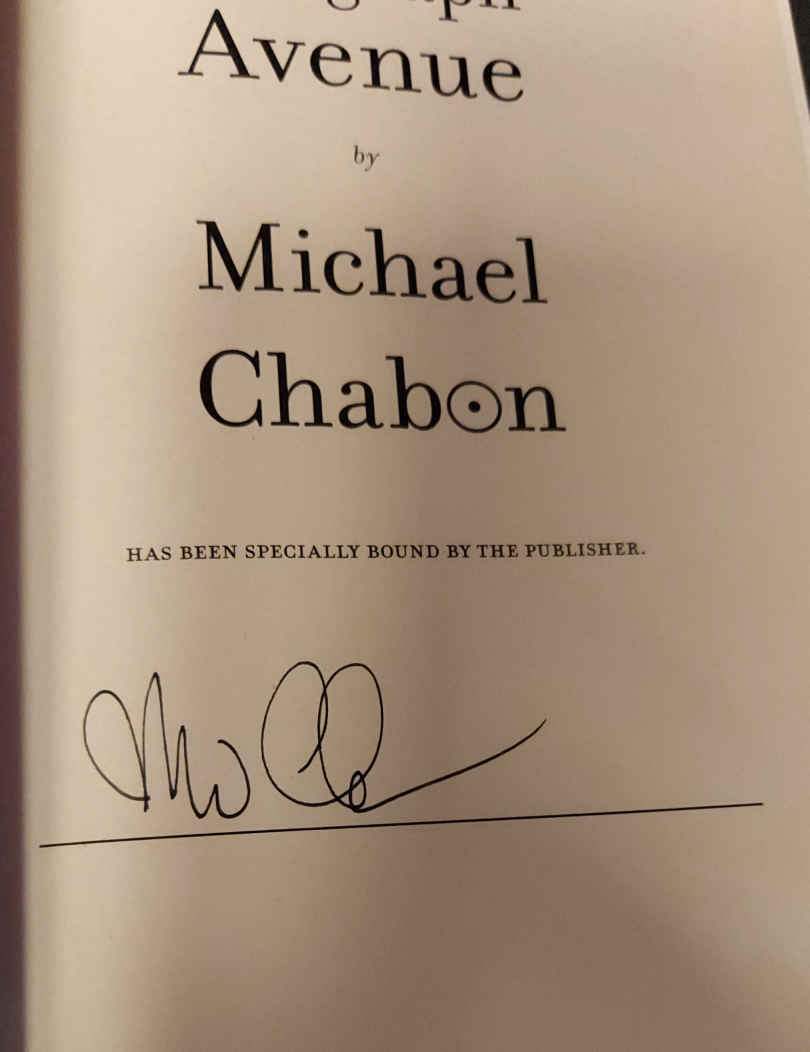 Avenue
by
Michael
Chabon
HAS BEEN SPECIALLY BOUND BY THE PUBLISHER.